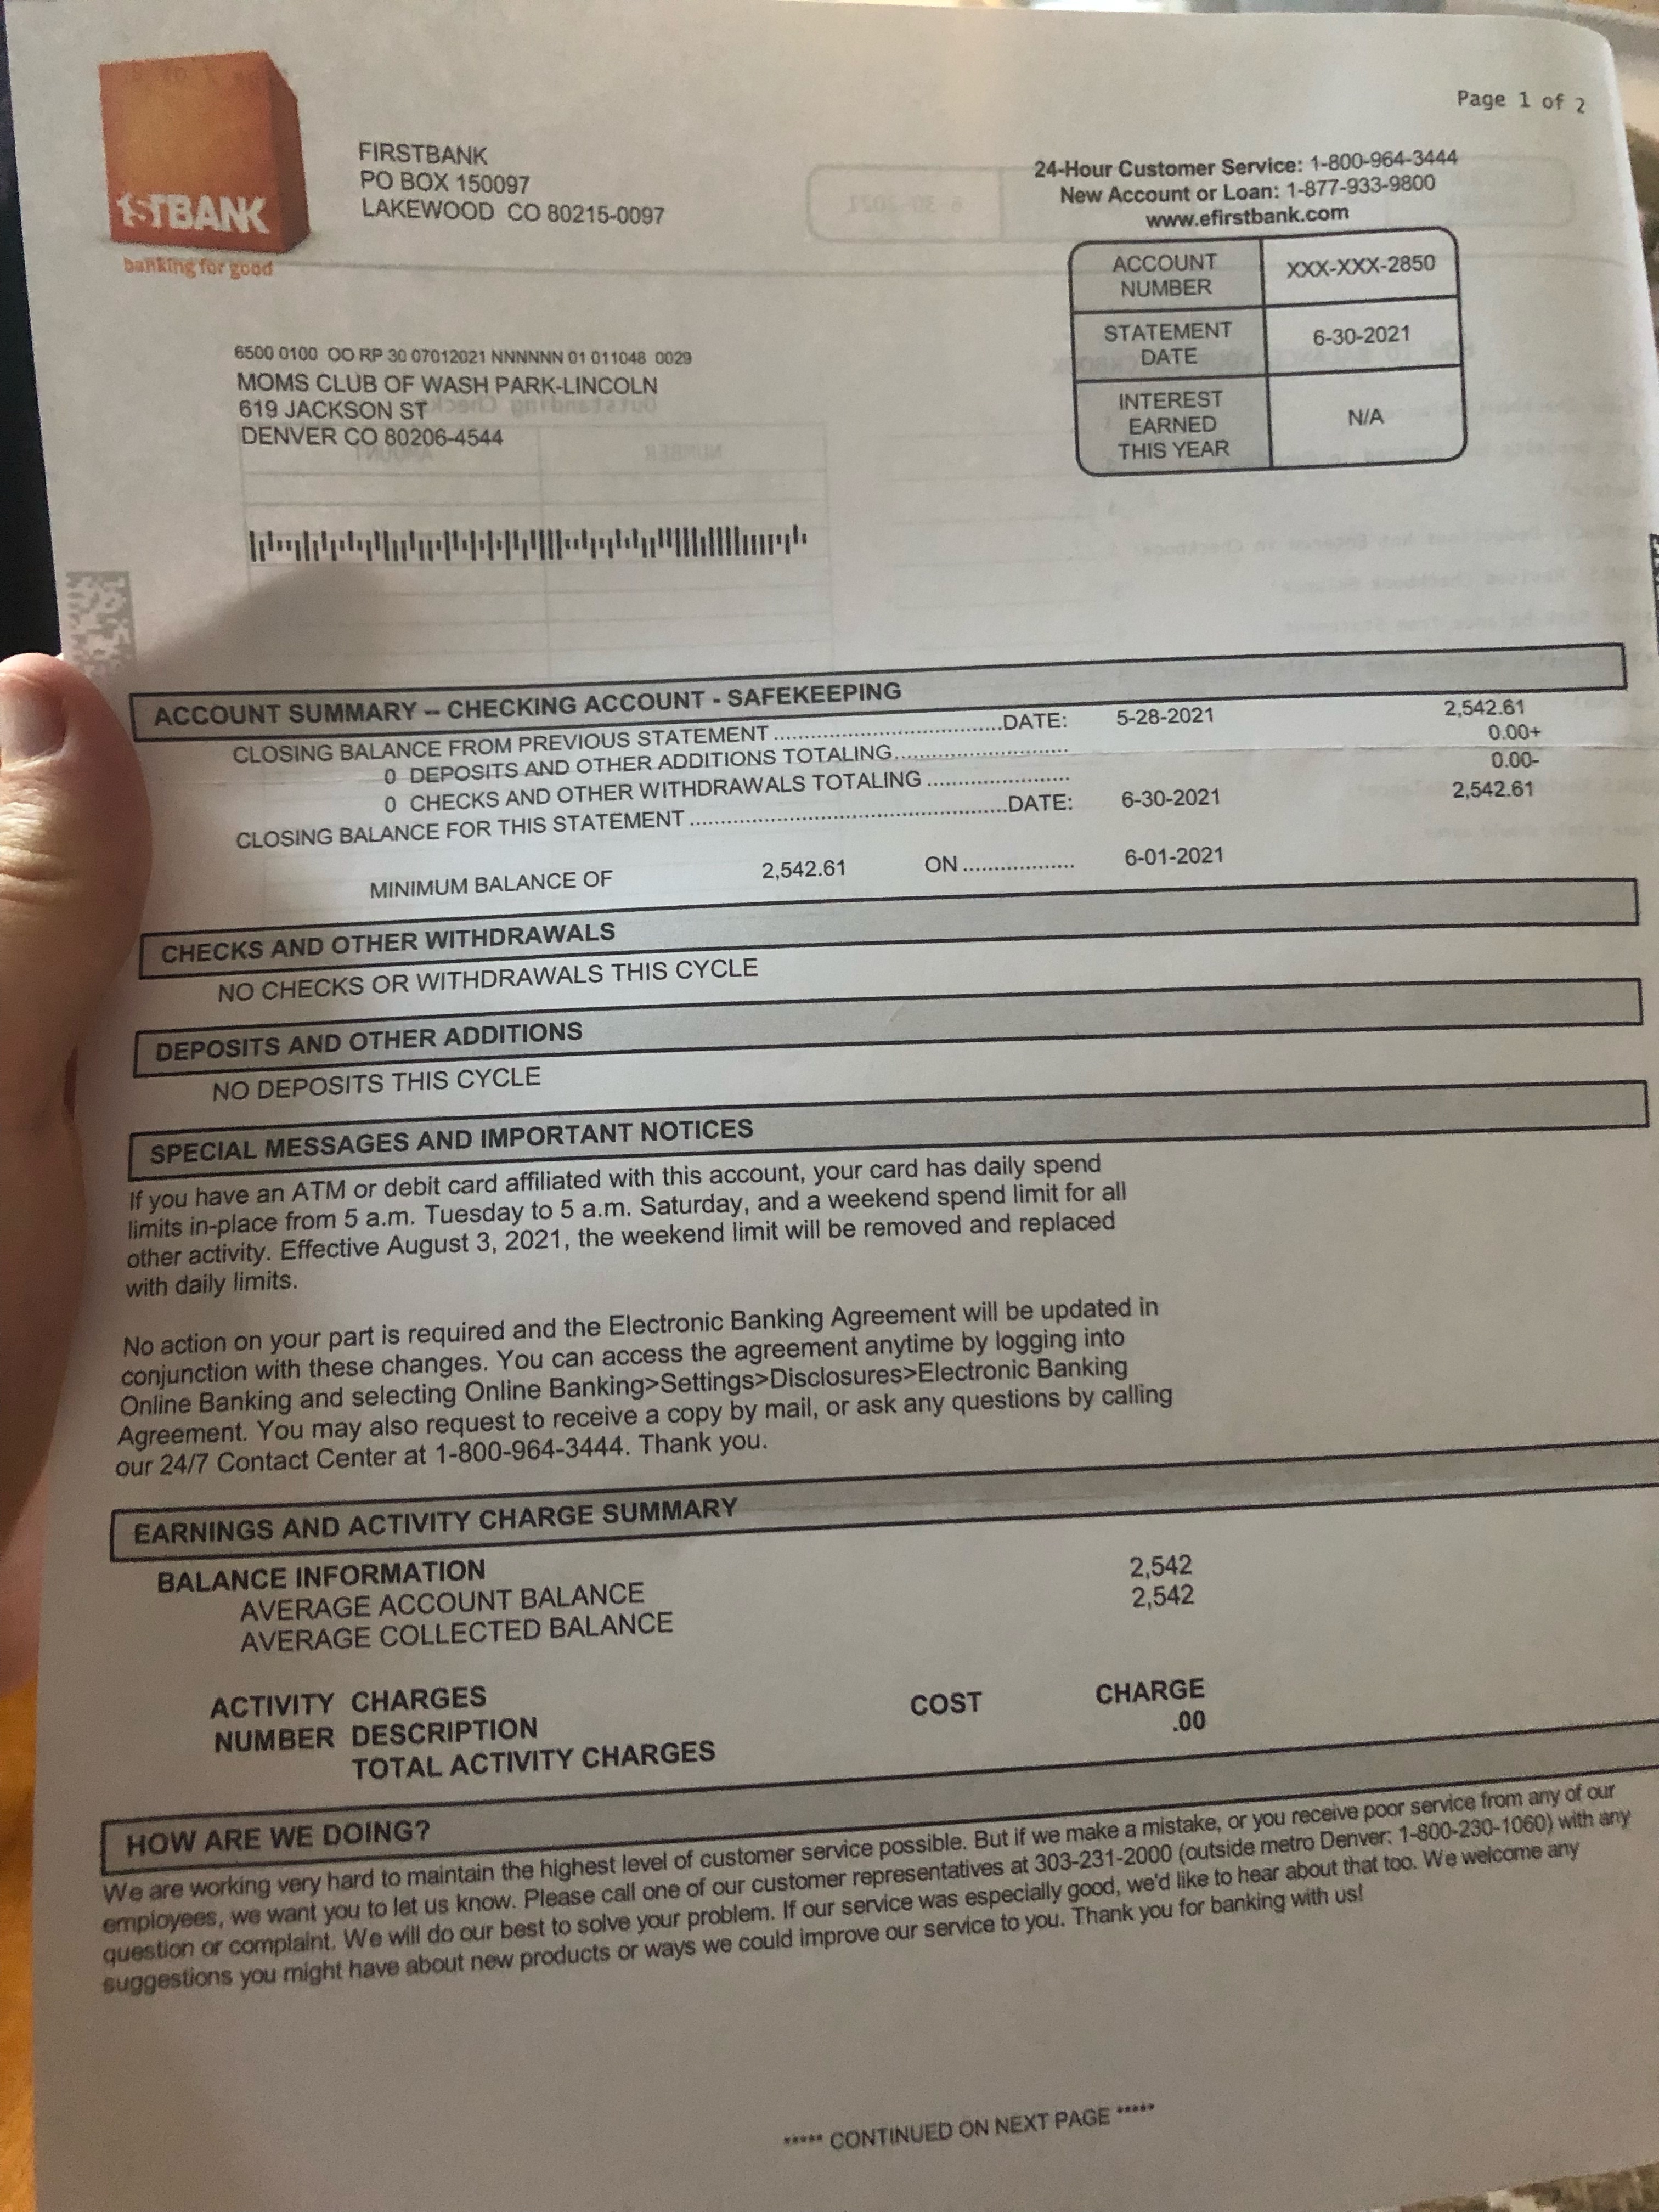 Page 1 of 2
1STBANK
banking for good
FIRSTBANK
PO BOX 150097
LAKEWOOD CO 80215-0097
24-Hour Customer Service: 1-800-964-3444
New Account or Loan: 1-877-933-9800
www.efirstbank.com
ACCOUNT NUMBER XXX-XXX-2850
STATEMENT DATE 6-30-2021
INTEREST EARNED THIS YEAR N/A
6500 0100 OO RP 30 07012021 NNNNNN 01 011048 0029
MOMS CLUB OF WASH PARK-LINCOLN
619 JACKSON ST
DENVER CO 80206-4544
ACCOUNT SUMMARY -- CHECKING ACCOUNT - SAFEKEEPING
CLOSING BALANCE FROM PREVIOUS STATEMENT ..................................DATE: 5-28-2021 2,542.61
0 DEPOSITS AND OTHER ADDITIONS TOTALING.......................... 0.00+
0 CHECKS AND OTHER WITHDRAWALS TOTALING ..................... 0.00-
CLOSING BALANCE FOR THIS STATEMENT ...............................................DATE: 6-30-2021 2,542.61
MINIMUM BALANCE OF 2,542.61 ON ................. 6-01-2021
CHECKS AND OTHER WITHDRAWALS
NO CHECKS OR WITHDRAWALS THIS CYCLE
DEPOSITS AND OTHER ADDITIONS
NO DEPOSITS THIS CYCLE
SPECIAL MESSAGES AND IMPORTANT NOTICES
If you have an ATM or debit card affiliated with this account, your card has daily spend
limits in-place from 5 a.m. Tuesday to 5 a.m. Saturday, and a weekend spend limit for all
other activity. Effective August 3, 2021, the weekend limit will be removed and replaced
with daily limits.
No action on your part is required and the Electronic Banking Agreement will be updated in
conjunction with these changes. You can access the agreement anytime by logging into
Online Banking and selecting Online Banking>Settings>Disclosures>Electronic Banking
Agreement. You may also request to receive a copy by mail, or ask any questions by calling
our 24/7 Contact Center at 1-800-964-3444. Thank you.
EARNINGS AND ACTIVITY CHARGE SUMMARY
BALANCE INFORMATION
AVERAGE ACCOUNT BALANCE 2,542
AVERAGE COLLECTED BALANCE 2,542
ACTIVITY CHARGES
NUMBER DESCRIPTION COST CHARGE
TOTAL ACTIVITY CHARGES .00
HOW ARE WE DOING?
We are working very hard to maintain the highest level of customer service possible. But if we make a mistake, or you receive poor service from any of our
employees, we want you to let us know. Please call one of our customer representatives at 303-231-2000 (outside metro Denver: 1-800-230-1060) with any
question or complaint. We will do our best to solve your problem. If our service was especially good, we'd like to hear about that too. We welcome any
suggestions you might have about new products or ways we could improve our service to you. Thank you for banking with us!
***** CONTINUED ON NEXT PAGE *****